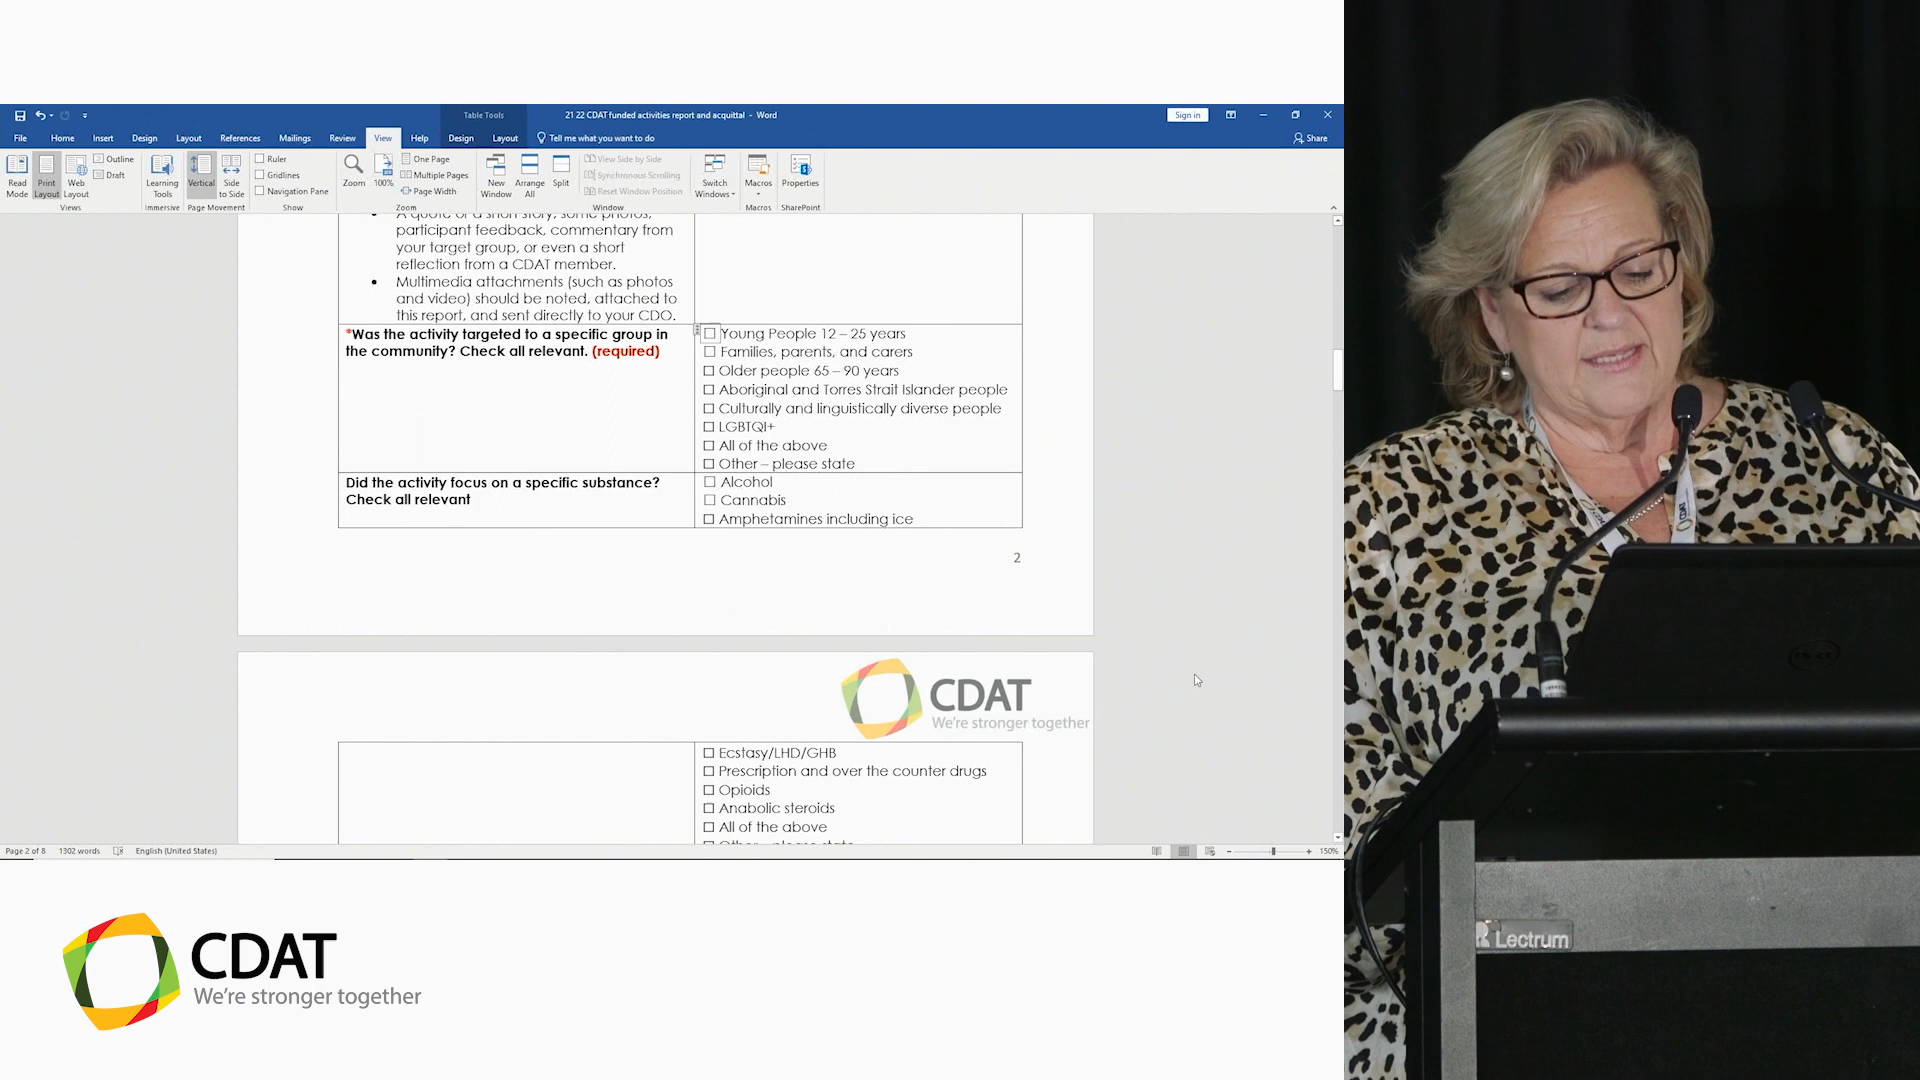 Table Tools
21 22 CDAT funded activities report and acquittal - Word
Sign in
File Home Insert Design Layout References Mailings Review View Help Design Layout Tell me what you want to do Share
Read Mode
Print Layout
Web Layout
Outline
Draft
Views
Learning Tools
Immersive
Vertical
Side to Side
Page Movement
Ruler
Gridlines
Navigation Pane
Show
Zoom
100%
One Page
Multiple Pages
Page Width
Zoom
New Window
Arrange All
Split
View Side by Side
Synchronous Scrolling
Reset Window Position
Window
Switch Windows
Macros
Macros
Properties
SharePoint
• A quote or a short story, some photos,
participant feedback, commentary from
your target group, or even a short
reflection from a CDAT member.
• Multimedia attachments (such as photos
and video) should be noted, attached to
this report, and sent directly to your CDO.
*Was the activity targeted to a specific group in
the community? Check all relevant. (required)
☐ Young People 12 – 25 years
☐ Families, parents, and carers
☐ Older people 65 – 90 years
☐ Aboriginal and Torres Strait Islander people
☐ Culturally and linguistically diverse people
☐ LGBTQI+
☐ All of the above
☐ Other – please state
Did the activity focus on a specific substance?
Check all relevant
☐ Alcohol
☐ Cannabis
☐ Amphetamines including ice
2
CDAT
We're stronger together
☐ Ecstasy/LHD/GHB
☐ Prescription and over the counter drugs
☐ Opioids
☐ Anabolic steroids
☐ All of the above
☐ Other – please state
Page 2 of 8 1302 words English (United States)
150%
CDAT
We're stronger together
CDAT
Lectrum